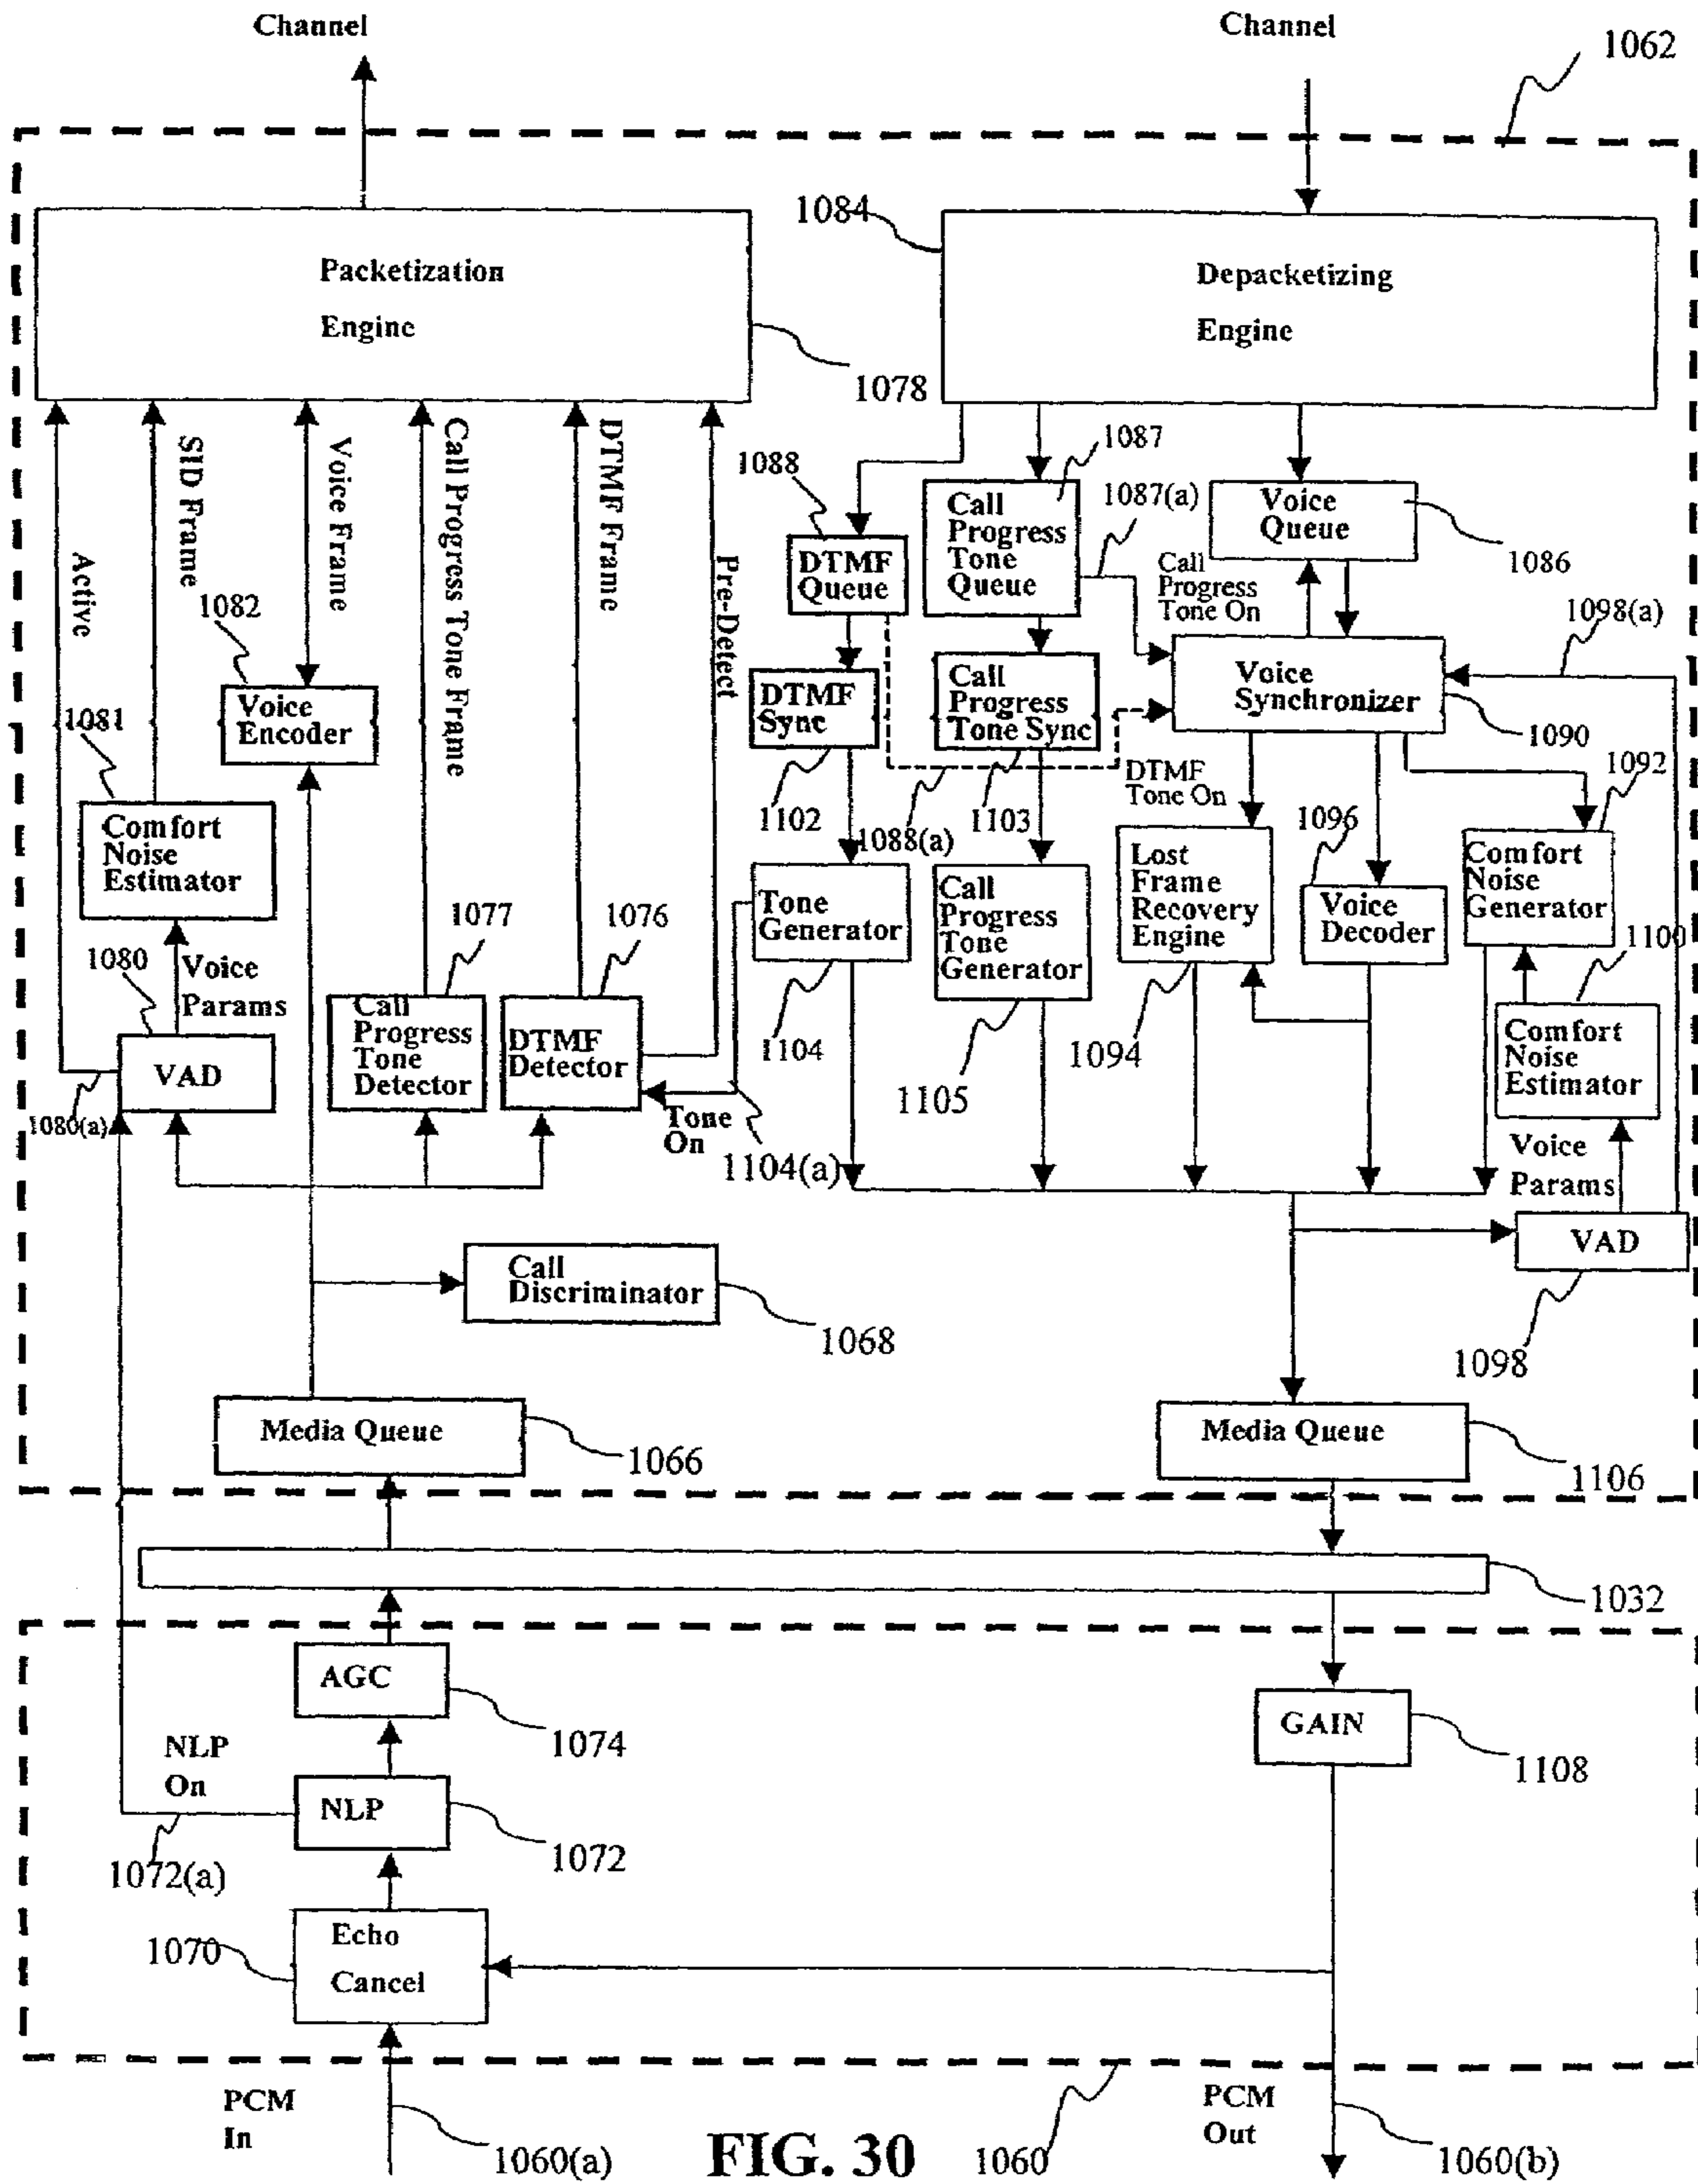 Channel
Channel
1062
1084
Packetization
Engine
Depacketizing
Engine
1078
Active
SID Frame
Voice Frame
Call Progress Tone Frame
DTMF Frame
Pre-Detect
1088
1087
1087(a)
Call
Progress
Tone
Queue
Voice
Queue
1086
DTMF
Queue
Call
Progress
Tone On
1098(a)
1082
Voice
Encoder
1081
DTMF
Sync
Call
Progress
Tone Sync
Voice
Synchronizer
1090
1092
1102
1088(a)
1103
DTMF
Tone On
1096
Comfort
Noise
Estimator
Tone
Generator
Call
Progress
Tone
Generator
Lost
Frame
Recovery
Engine
Voice
Decoder
Comfort
Noise
Generator
1100
1077
1076
1080
Voice
Params
VAD
1080(a)
Call
Progress
Tone
Detector
DTMF
Detector
Tone
On
1104
1104(a)
1105
1094
Comfort
Noise
Estimator
Voice
Params
VAD
1098
Call
Discriminator
1068
Media Queue
1066
Media Queue
1106
1032
AGC
1074
GAIN
1108
NLP
On
NLP
1072
1072(a)
1070
Echo
Cancel
PCM
In
1060(a)
FIG. 30
1060
PCM
Out
1060(b)